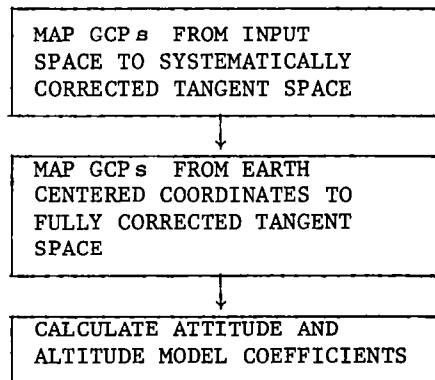 MAP GCPs FROM INPUT
SPACE TO SYSTEMATICALLY
CORRECTED TANGENT SPACE
MAP GCPs FROM EARTH
CENTERED COORDINATES TO
FULLY CORRECTED TANGENT
SPACE
CALCULATE ATTITUDE AND
ALTITUDE MODEL COEFFICIENTS